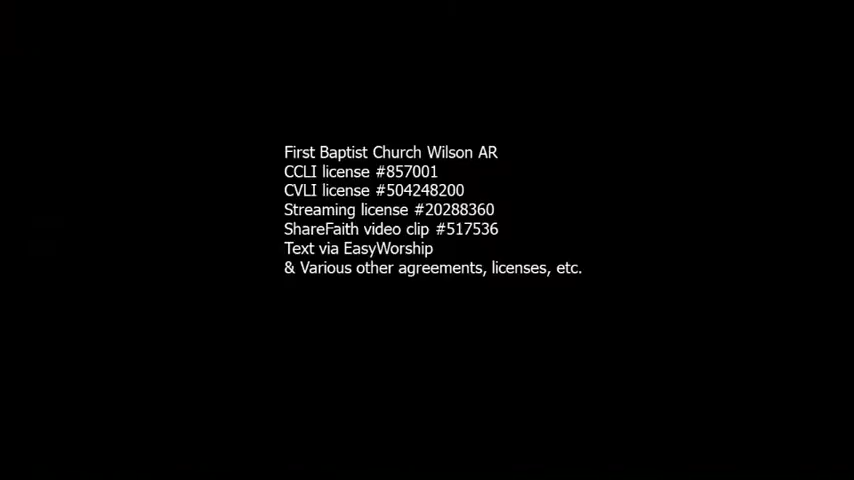 First Baptist Church Wilson AR
CCLI license #857001
CVLI license #504248200
Streaming license #20288360
ShareFaith video clip #517536
Text via EasyWorship
& Various other agreements, licenses, etc.